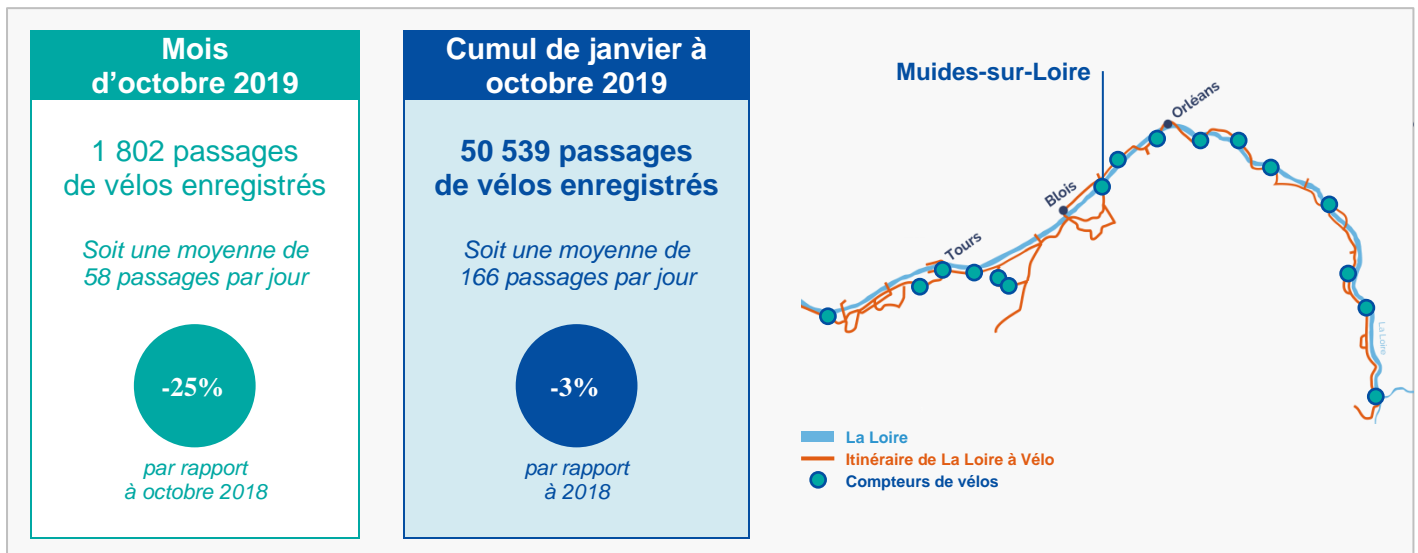 Mois
d’octobre 2019
1 802 passages
de vélos enregistrés
Soit une moyenne de
58 passages par jour
-25%
par rapport
à octobre 2018
Cumul de janvier à
octobre 2019
50 539 passages
de vélos enregistrés
Soit une moyenne de
166 passages par jour
-3%
par rapport
à 2018
Muides-sur-Loire
Orléans
Blois
Tours
La Loire
La Loire
Itinéraire de La Loire à Vélo
Compteurs de vélos